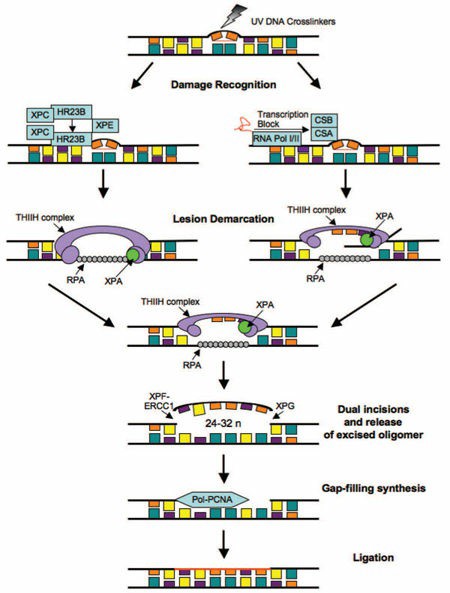 UV DNA Crosslinkers
Damage Recognition
XPC
HR23B
XPE
XPC
HR23B
Transcription
Block
RNA Pol I/II
CSB
CSA
Lesion Demarcation
THIIH complex
RPA
XPA
THIIH complex
XPA
RPA
THIIH complex
XPA
RPA
XPF-
ERCC1
XPG
24-32 n
Dual incisions
and release
of excised oligomer
Pol-PCNA
Gap-filling synthesis
Ligation